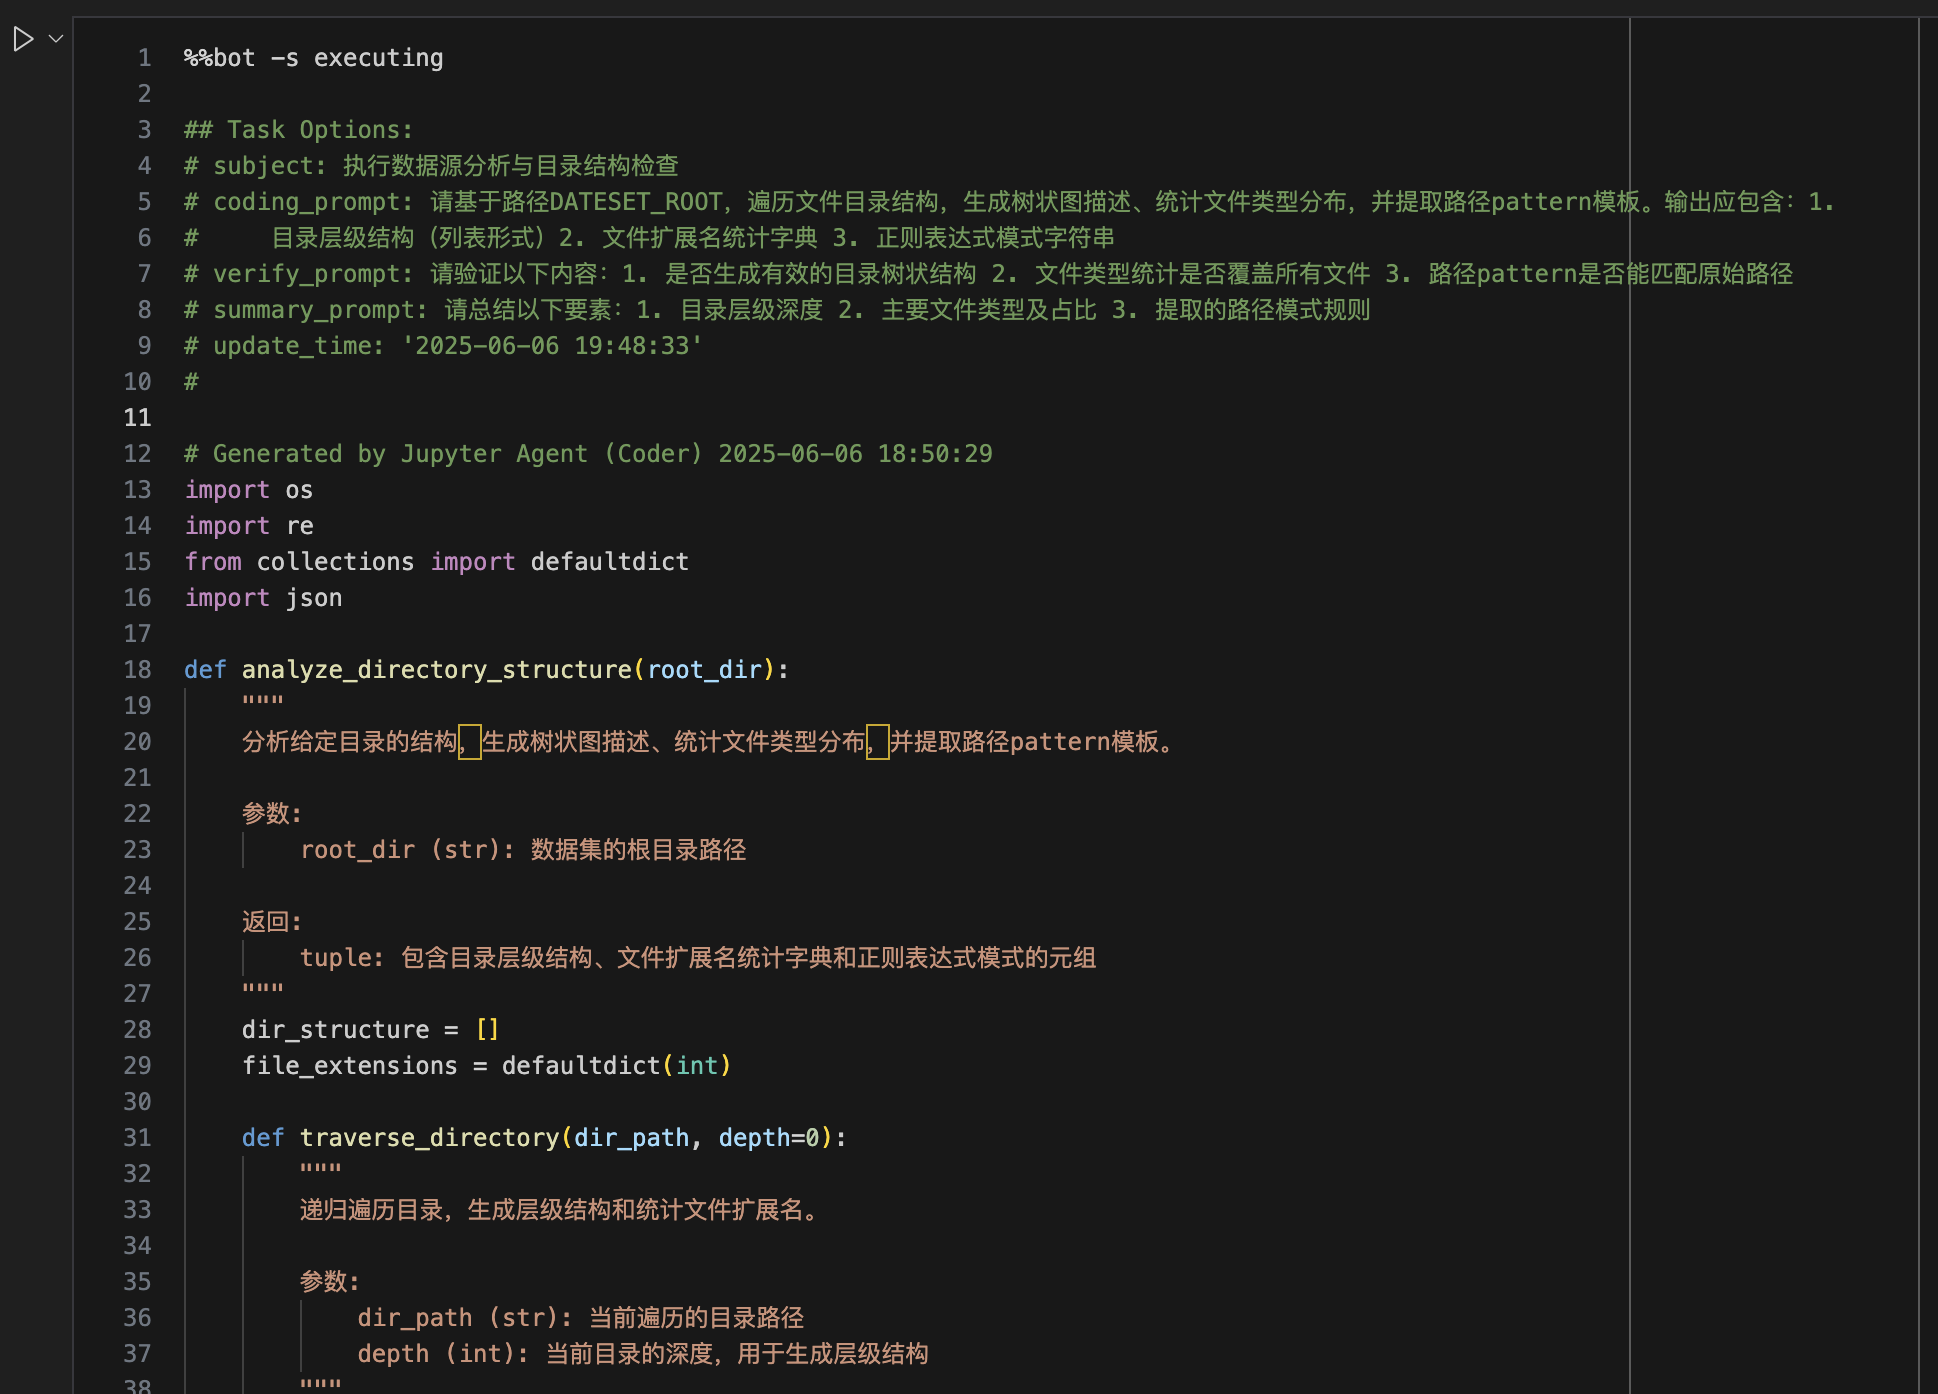 1 %%bot -s executing
2
3 ## Task Options:
4 # subject: 执行数据源分析与目录结构检查
5 # coding_prompt: 请基于路径DATESET_ROOT，遍历文件目录结构，生成树状图描述、统计文件类型分布，并提取路径pattern模板。输出应包含：1.
6 #     目录层级结构（列表形式）2. 文件扩展名统计字典 3. 正则表达式模式字符串
7 # verify_prompt: 请验证以下内容：1. 是否生成有效的目录树状结构 2. 文件类型统计是否覆盖所有文件 3. 路径pattern是否能匹配原始路径
8 # summary_prompt: 请总结以下要素：1. 目录层级深度 2. 主要文件类型及占比 3. 提取的路径模式规则
9 # update_time: '2025-06-06 19:48:33'
10 #
11
12 # Generated by Jupyter Agent (Coder) 2025-06-06 18:50:29
13 import os
14 import re
15 from collections import defaultdict
16 import json
17
18 def analyze_directory_structure(root_dir):
19     """
20     分析给定目录的结构，生成树状图描述、统计文件类型分布，并提取路径pattern模板。
21
22     参数:
23         root_dir (str): 数据集的根目录路径
24
25     返回:
26         tuple: 包含目录层级结构、文件扩展名统计字典和正则表达式模式的元组
27     """
28     dir_structure = []
29     file_extensions = defaultdict(int)
30
31     def traverse_directory(dir_path, depth=0):
32         """
33         递归遍历目录，生成层级结构和统计文件扩展名。
34
35         参数:
36             dir_path (str): 当前遍历的目录路径
37             depth (int): 当前目录的深度，用于生成层级结构
38         """